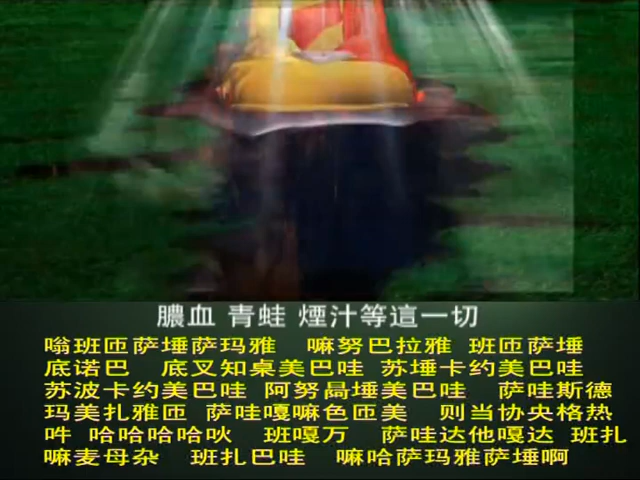 膿血 青蛙 煙汁等這一切
嗡班匝萨埵萨玛雅 嘛努巴拉雅 班匝萨埵
底诺巴 底叉知桌美巴哇 苏埵卡约美巴哇
苏波卡约美巴哇 阿努晑埵美巴哇 萨哇斯德
玛美扎雅匝 萨哇嘎嘛色匝美 则当协央格热
吽 哈哈哈哈吙 班嘎万 萨哇达他嘎达 班扎
嘛麦母杂 班扎巴哇 嘛哈萨玛雅萨埵啊